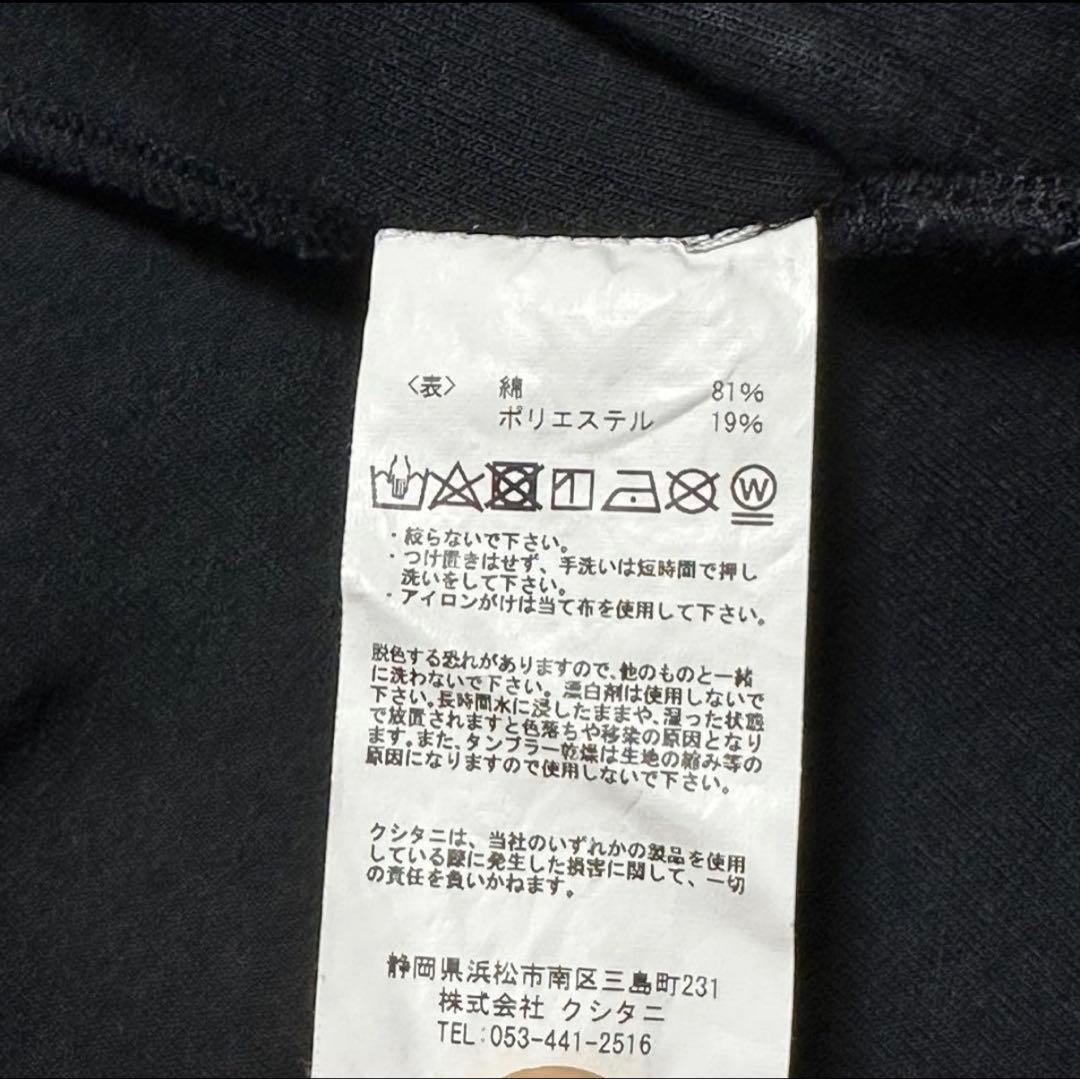 〈表〉 綿 81%
ポリエステル 19%
W
・絞らないで下さい。
・つけ置きはせず、手洗いは短時間で押し
洗いをして下さい。
・アイロンがけは当て布を使用して下さい。
脱色する恐れがありますので、他のものと一緒
に洗わないで下さい。漂白剤は使用しないで
下さい。長時間水に浸したままや、湿った状態
で放置されますと色落ちや移染の原因となり
ます。また、タンブラー乾燥は生地の縮み等の
原因になりますので使用しないで下さい。
クシタニは、当社のいずれかの製品を使用
している際に発生した損害に関して、一切
の責任を負いかねます。
静岡県浜松市南区三島町231
株式会社 クシタニ
TEL:053-441-2516